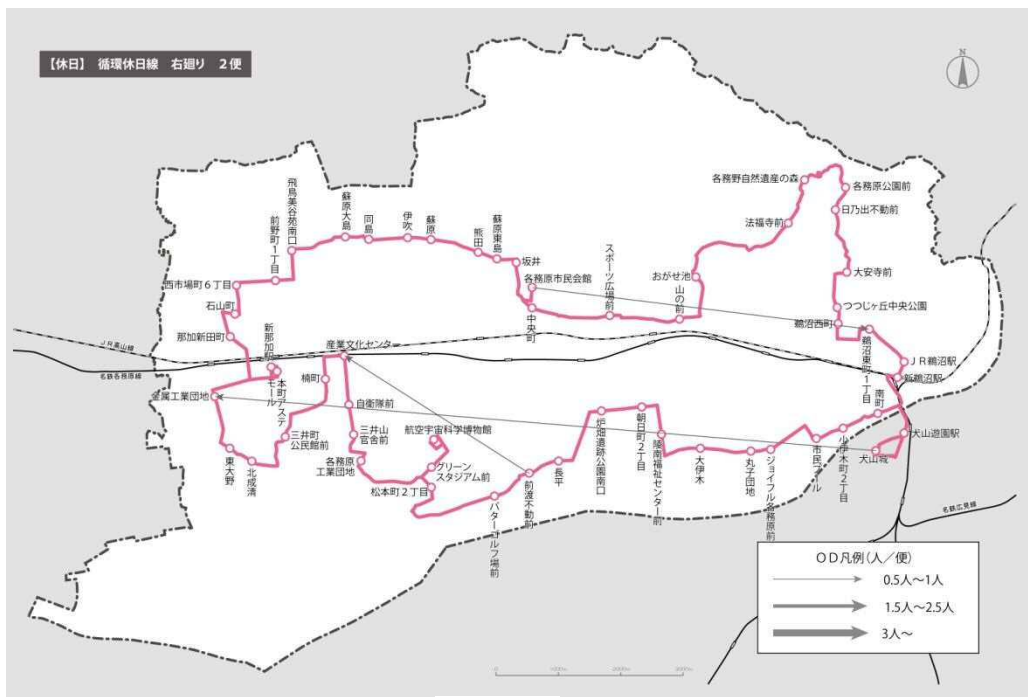 【休日】 循環休日線 右廻り 2便
N
各務野自然遺産の森
各務原公園前
日乃出不動前
法福寺前
大安寺前
つつじヶ丘中央公園
鵜沼西町
鵜沼東町1丁目
JR鵜沼駅
新鵜沼駅
南町
犬山遊園駅
犬山城
小伊木町2丁目
市民プール
ジョイフル各務原前
丸子団地
大伊木
陵南福祉センター前
朝日町2丁目
炉畑遺跡公園南口
長平
前渡不動前
パターゴルフ場前
松本町2丁目
グリーン
スタジアム前
航空宇宙科学博物館
各務原
工業団地
三井山
官舎前
自衛隊前
産業文化センター
楠町
三井町
公民館前
北成清
東大野
金属工業団地
新那加駅
本町アステ
モール
那加新田町
石山町
西市場町6丁目
前野町1丁目
飛鳥美谷苑南口
蘇原大島
同島
伊吹
蘇原
熊田
蘇原東島
坂井
各務原市民会館
中央町
スポーツ広場前
山の前
おがせ池
JR高山線
名鉄各務原線
名鉄広見線
OD凡例(人/便)
0.5人~1人
1.5人~2.5人
3人~
0
1000m
2000m
3000m